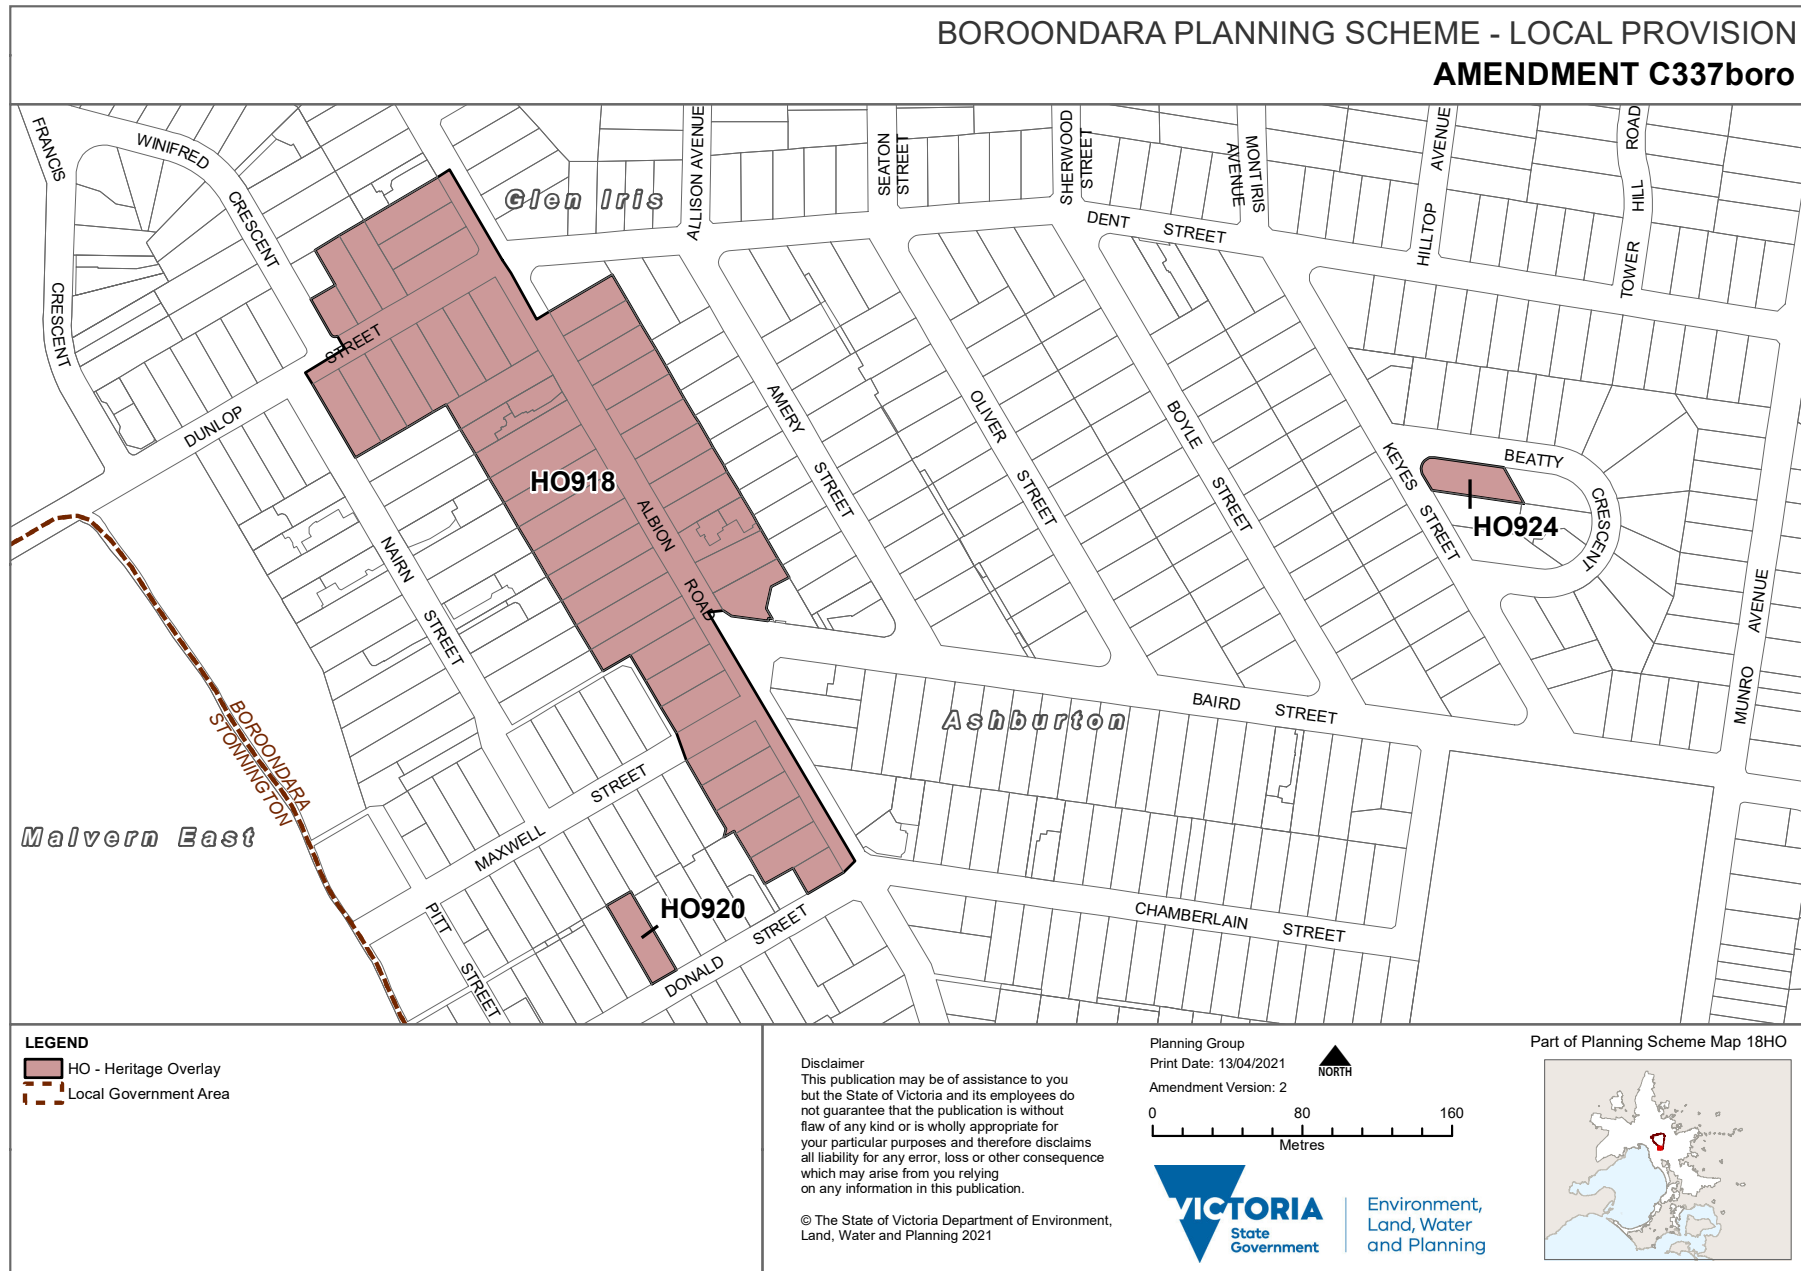 BOROONDARA PLANNING SCHEME - LOCAL PROVISION
AMENDMENT C337boro
FRANCIS
CRESCENT
WINIFRED
CRESCENT
Glen Iris
ALLISON AVENUE
SEATON
STREET
SHERWOOD
STREET
MONT IRIS
AVENUE
HILLTOP AVENUE
TOWER HILL ROAD
DENT STREET
DUNLOP STREET
HO918
ALBION ROAD
AMERY STREET
OLIVER STREET
BOYLE STREET
KEYES STREET
BEATTY
CRESCENT
HO924
NAIRN STREET
MUNRO AVENUE
BAIRD STREET
Ashburton
BOROONDARA
STONNINGTON
Malvern East
MAXWELL STREET
PITT STREET
HO920
DONALD STREET
CHAMBERLAIN STREET
LEGEND
HO - Heritage Overlay
Local Government Area
Disclaimer
This publication may be of assistance to you
but the State of Victoria and its employees do
not guarantee that the publication is without
flaw of any kind or is wholly appropriate for
your particular purposes and therefore disclaims
all liability for any error, loss or other consequence
which may arise from you relying
on any information in this publication.
© The State of Victoria Department of Environment,
Land, Water and Planning 2021
Planning Group
Print Date: 13/04/2021
Amendment Version: 2
NORTH
0 80 160
Metres
VICTORIA
State
Government
Environment,
Land, Water
and Planning
Part of Planning Scheme Map 18HO